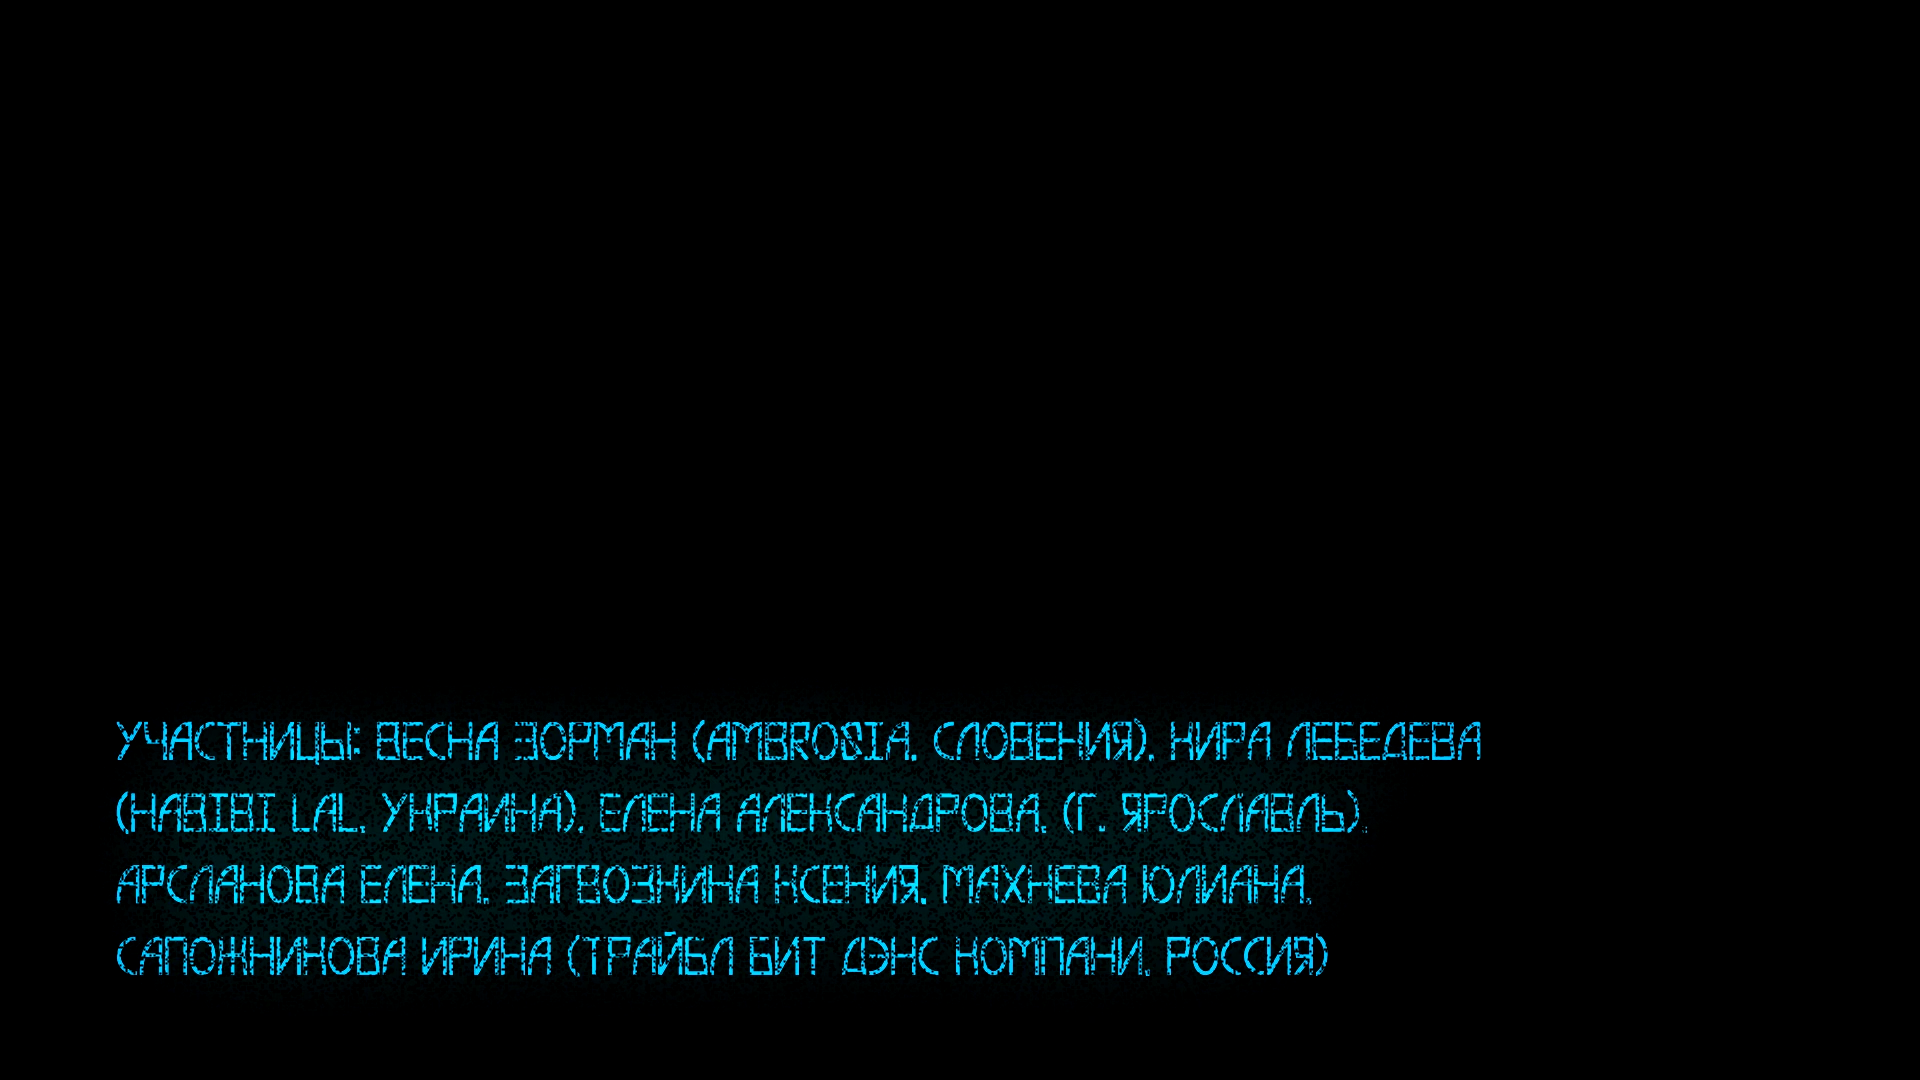 УЧАСТНИЦЫ: ВЕСНА ЗОРМАН (AMBROSIA, СЛОВЕНИЯ), КИРА ЛЕБЕДЕВА
(HABIBI LAL, УКРАИНА), ЕЛЕНА АЛЕКСАНДРОВА, (Г. ЯРОСЛАВЛЬ),
АРСЛАНОВА ЕЛЕНА, ЗАГВОЗКИНА КСЕНИЯ, МАХНЕВА ЮЛИАНА,
САПОЖНИКОВА ИРИНА (ТРАЙБЛ БИТ ДЭНС КОМПАНИ, РОССИЯ)